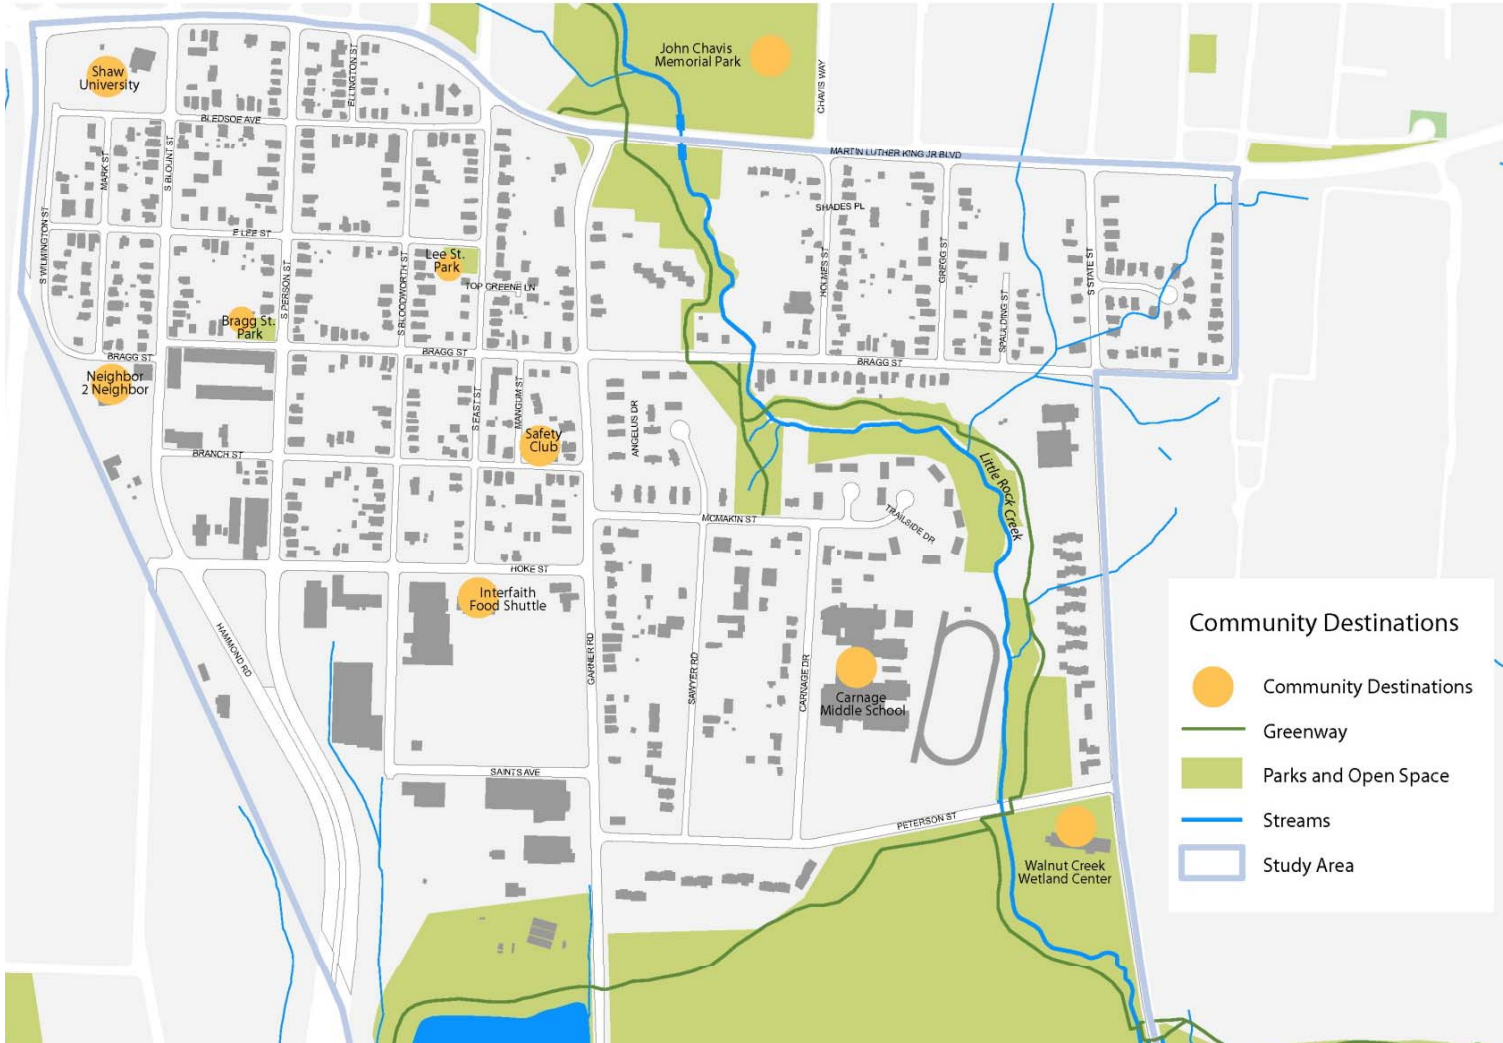 John Chavis
Memorial Park
Shaw
University
ELLINGTON ST
CHAVIS WAY
BLEDSOE AVE
MARTIN LUTHER KING JR BLVD
MARK ST
S BLOUNT ST
SHADES PL
S WILMINGTON ST
E LEE ST
Lee St.
Park
S PERSON ST
S BLOODWORTH ST
TOP GREENE LN
HOLMES ST
GREGG ST
S STATE ST
SPAULDING ST
Bragg St.
Park
BRAGG ST
BRAGG ST
BRAGG ST
Neighbor
2 Neighbor
S EAST ST
MANGUM ST
ANGELUS DR
Safety
Club
BRANCH ST
Little Rock Creek
MCMAKIN ST
TRAILSIDE DR
HOKE ST
Interfaith
Food Shuttle
HAMMOND RD
GARNER RD
SAWYER RD
CARNAGE DR
Carnage
Middle School
SAINTS AVE
PETERSON ST
Walnut Creek
Wetland Center
Community Destinations
Community Destinations
Greenway
Parks and Open Space
Streams
Study Area